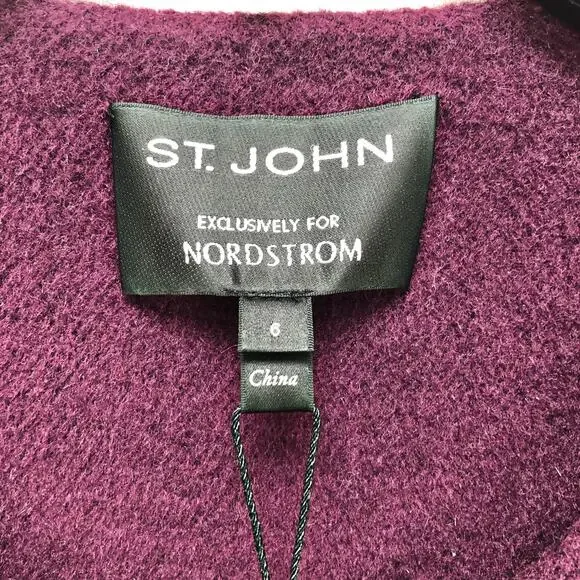 ST. JOHN
EXCLUSIVELY FOR
NORDSTROM
6
China